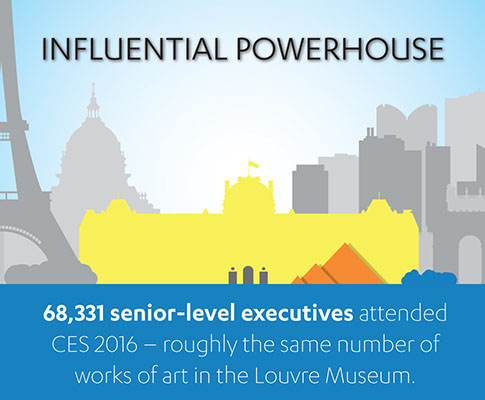 INFLUENTIAL POWERHOUSE
68,331 senior-level executives attended
CES 2016 – roughly the same number of
works of art in the Louvre Museum.